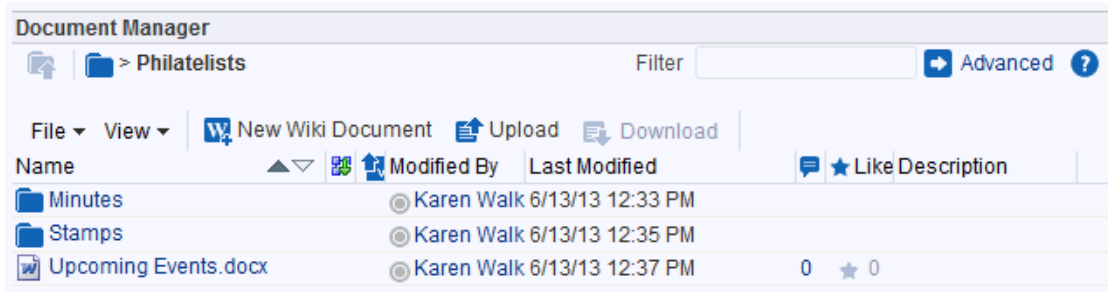 Document Manager
> Philatelists Filter Advanced ?
File View New Wiki Document Upload Download
Name Modified By Last Modified Like Description
Minutes Karen Walk 6/13/13 12:33 PM
Stamps Karen Walk 6/13/13 12:35 PM
Upcoming Events.docx Karen Walk 6/13/13 12:37 PM 0 0